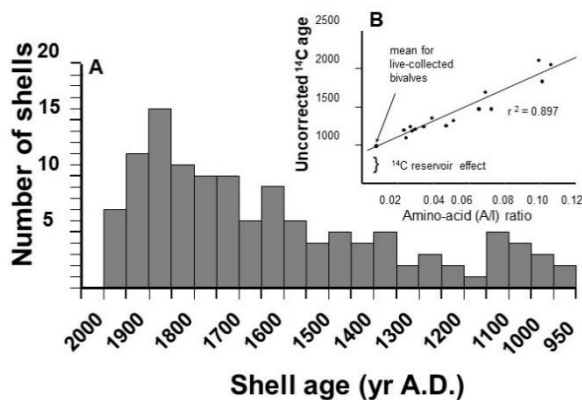 A
Number of shells
20
15
10
5
2000 1900 1800 1700 1600 1500 1400 1300 1200 1100 1000 950
Shell age (yr A.D.)
B
Uncorrected ¹⁴C age
2500
2000
1500
1000
mean for
live-collected
bivalves
r² = 0.897
} ¹⁴C reservoir effect
0.02 0.04 0.06 0.08 0.10 0.12
Amino-acid (A/I) ratio